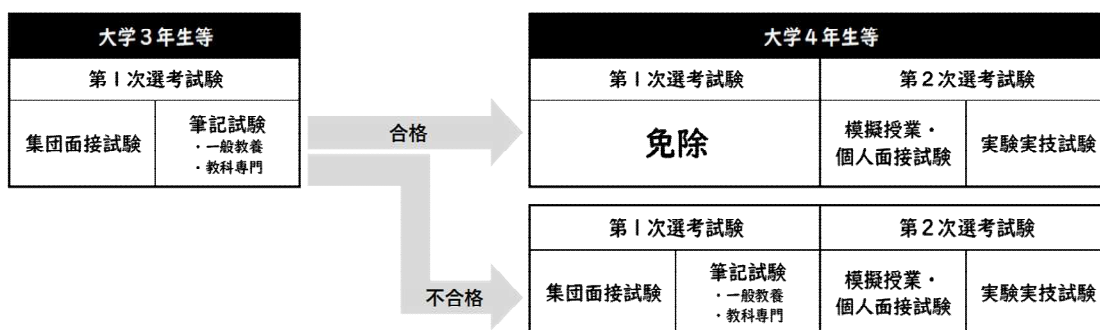 大学3年生等
第1次選考試験
集団面接試験
筆記試験
・一般教養
・教科専門
合格
不合格
大学4年生等
第1次選考試験
第2次選考試験
免除
模擬授業・
個人面接試験
実験実技試験
第1次選考試験
第2次選考試験
集団面接試験
筆記試験
・一般教養
・教科専門
模擬授業・
個人面接試験
実験実技試験